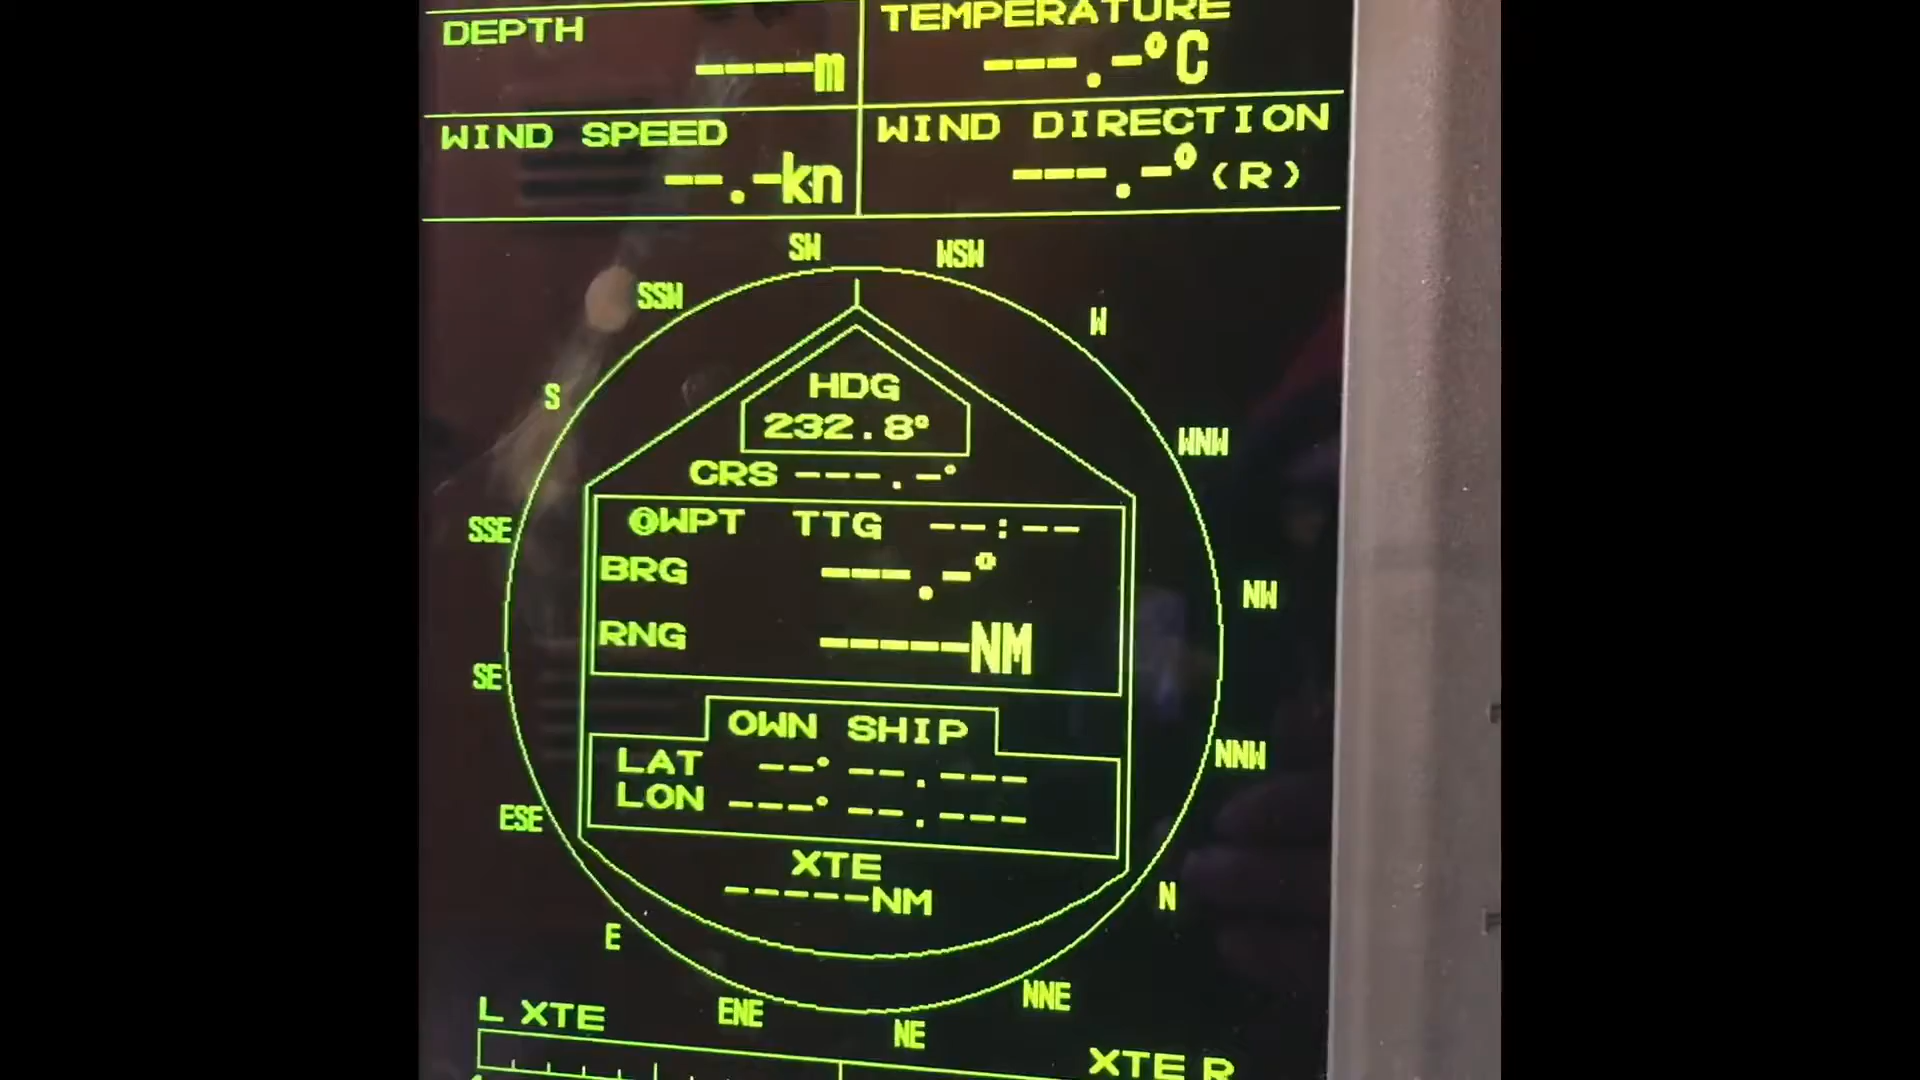 DEPTH
----m
TEMPERATURE
---.-°C
WIND SPEED
--.-kn
WIND DIRECTION
---.-°(R)
SW
WSW
SSW
W
S
WNW
SSE
NW
SE
NNW
ESE
N
E
NNE
ENE
NE
HDG
232.8°
CRS ---.-°
⊙WPT TTG --:--
BRG ---.-°
RNG -----NM
OWN SHIP
LAT --° --.---
LON ---° --.---
XTE
-----NM
L XTE
XTE R